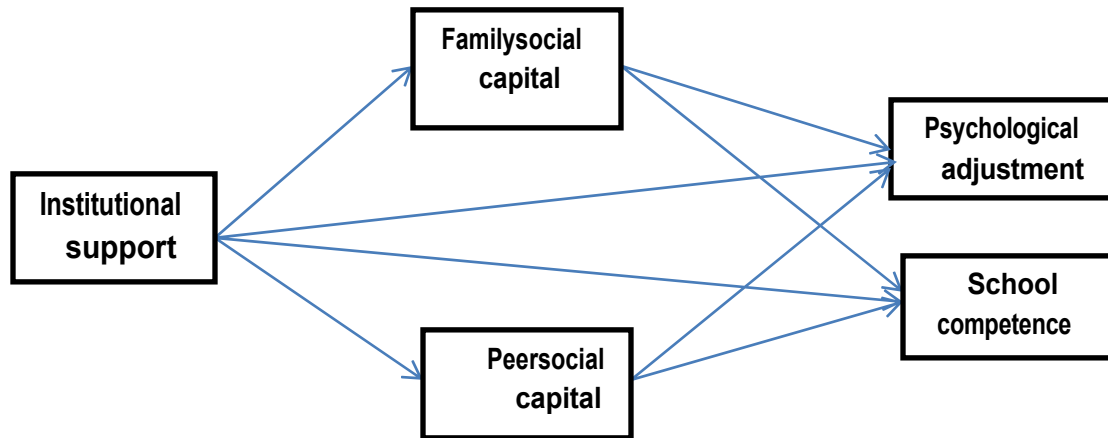 Familysocial
capital
Psychological
adjustment
Institutional
support
School
competence
Peersocial
capital